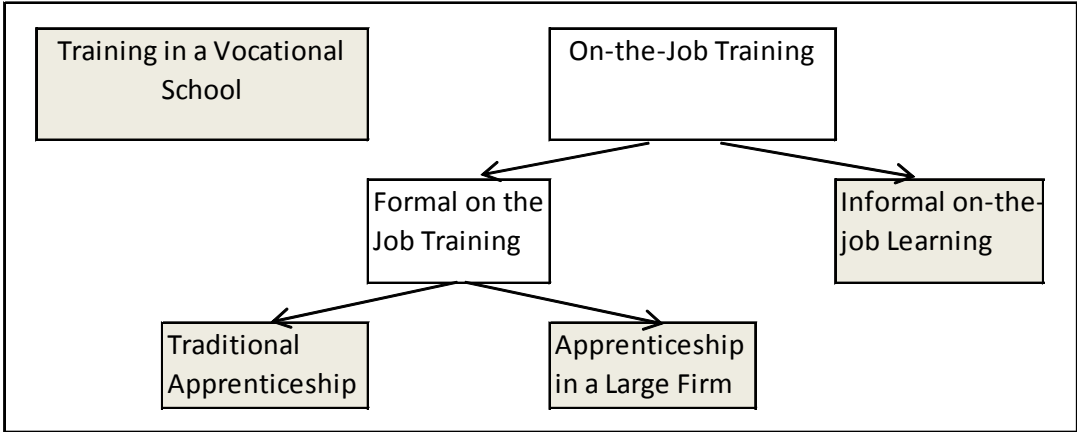 Training in a Vocational
School
On-the-Job Training
Formal on the
Job Training
Informal on-the-
job Learning
Traditional
Apprenticeship
Apprenticeship
in a Large Firm